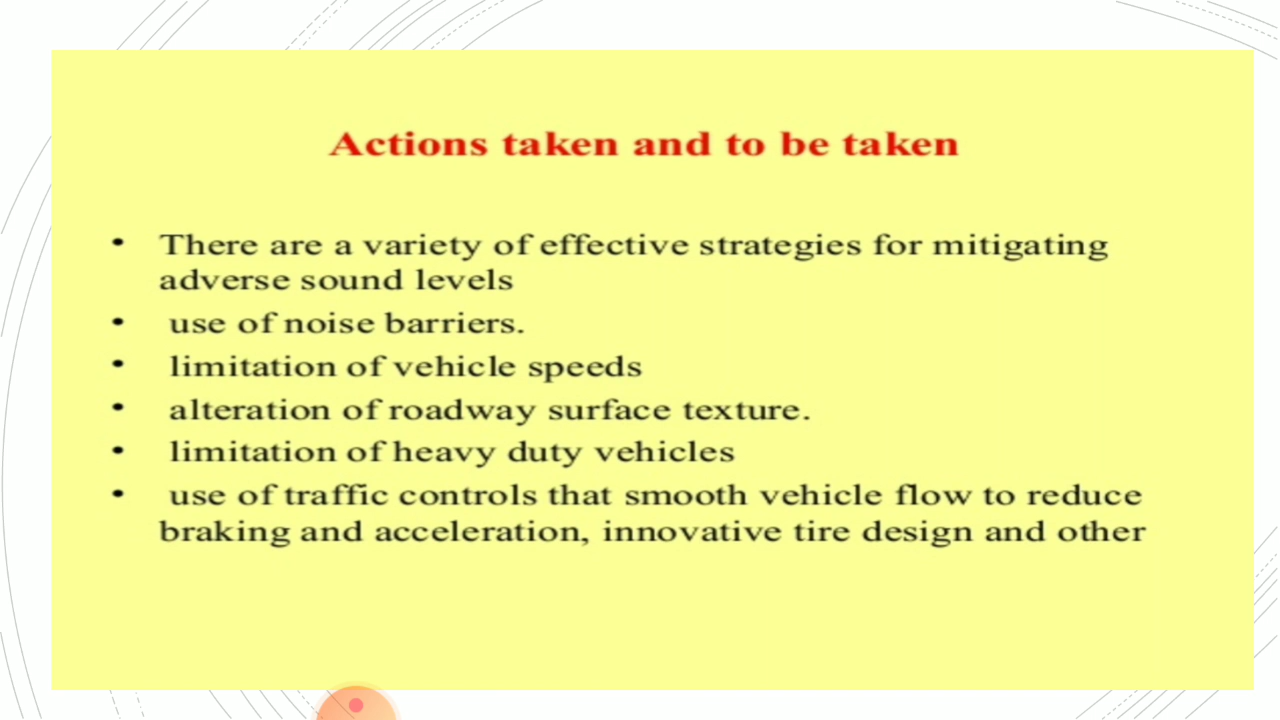 Actions taken and to be taken
• There are a variety of effective strategies for mitigating
adverse sound levels
• use of noise barriers.
• limitation of vehicle speeds
• alteration of roadway surface texture.
• limitation of heavy duty vehicles
• use of traffic controls that smooth vehicle flow to reduce
braking and acceleration, innovative tire design and other